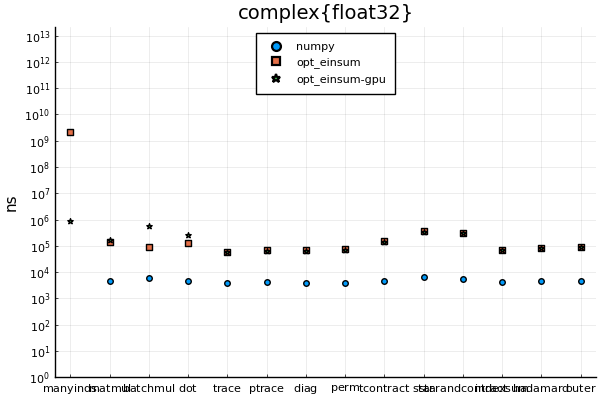 complex{float32}
numpy
opt_einsum
opt_einsum-gpu
10^13
10^12
10^11
10^10
10^9
10^8
10^7
10^6
10^5
10^4
10^3
10^2
10^1
10^0
ns
manyinds matmul batchmul dot trace ptrace diag perm tcontract star starandcontract indexsum hadamard outer